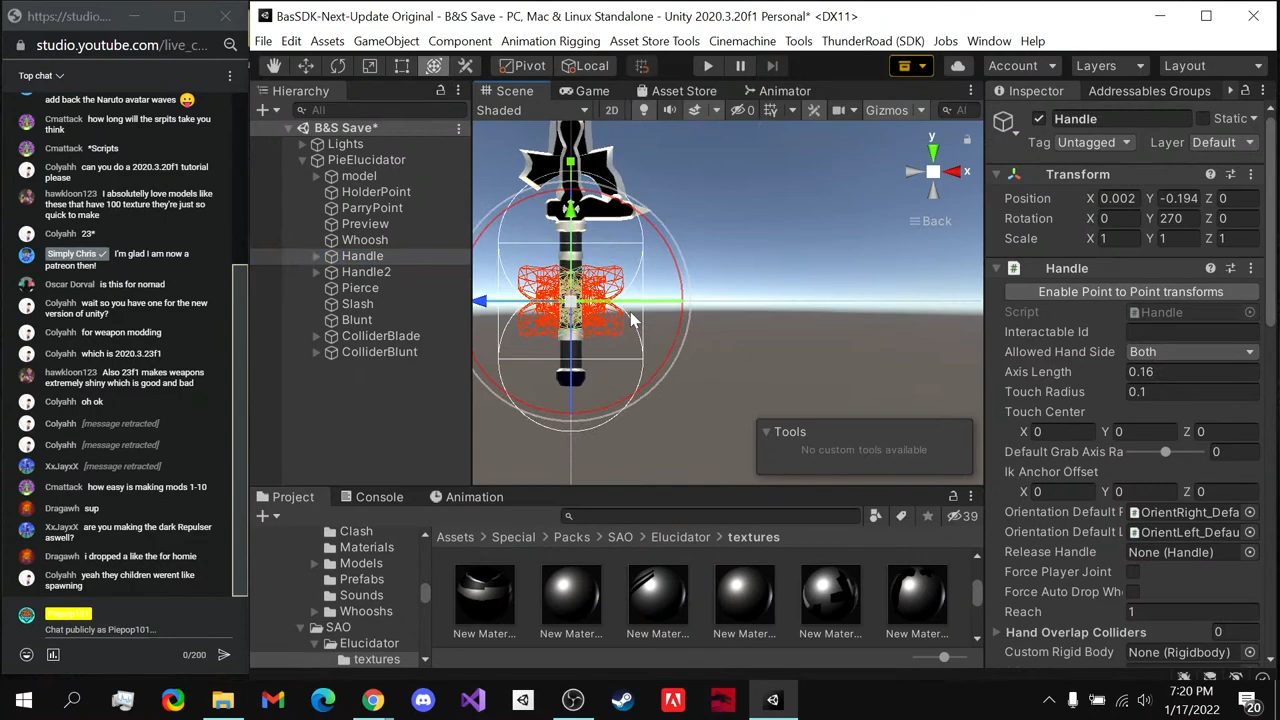 https://studio.youtube.com/live_...
studio.youtube.com/live_c...
Top chat
add back the Naruto avatar waves
Cmattack how long will the srpits take you think
Cmattack *Scripts
Colyahh can you do a 2020.3.20f1 tutorial please
hawkloon123 I absolutelly love models like these that have 100 texture they're just so quick to make
Colyahh 23*
Simply Chris I'm glad I am now a patreon then!
Oscar Dorval is this for nomad
Colyahh wait so you have one for the new version of unity?
Colyahh for weapon modding
Colyahh which is 2020.3.23f1
hawkloon123 Also 23f1 makes weapons extremely shiny which is good and bad
Colyahh oh ok
Colyahh [message retracted]
Colyahh [message retracted]
XxJayxX [message retracted]
Cmattack how easy is making mods 1-10
Dragawh sup
XxJayxX are you making the dark Repulser aswell?
Dragawh i dropped a like the for homie
Colyahh yeah they children werent like spawning
Piepop101
Chat publicly as Piepop101...
0/200
BasSDK-Next-Update Original - B&S Save - PC, Mac & Linux Standalone - Unity 2020.3.20f1 Personal* <DX11>
File Edit Assets GameObject Component Animation Rigging Asset Store Tools Cinemachine Tools ThunderRoad (SDK) Jobs Window Help
Pivot Local Account Layers Layout
Hierarchy
All
B&S Save*
Lights
PieElucidator
model
HolderPoint
ParryPoint
Preview
Whoosh
Handle
Handle2
Pierce
Slash
Blunt
ColliderBlade
ColliderBlunt
Scene Game Asset Store Animator
Shaded 2D 0 Gizmos Al
y
x
Back
Tools
No custom tools available
Inspector Addressables Groups
Handle Static
Tag Untagged Layer Default
Transform
Position X 0.002 Y -0.194 Z 0
Rotation X 0 Y 270 Z 0
Scale X 1 Y 1 Z 1
Handle
Enable Point to Point transforms
Script Handle
Interactable Id
Allowed Hand Side Both
Axis Length 0.16
Touch Radius 0.1
Touch Center
X 0 Y 0 Z 0
Default Grab Axis Ra 0
Ik Anchor Offset
X 0 Y 0 Z 0
Orientation Default F OrientRight_Defa
Orientation Default L OrientLeft_Defau
Release Handle None (Handle)
Force Player Joint
Force Auto Drop Wh
Reach 1
Hand Overlap Colliders 0
Custom Rigid Body None (Rigidbody)
Project Console Animation
39
Clash
Materials
Models
Prefabs
Sounds
Whooshs
SAO
Elucidator
textures
Assets > Special > Packs > SAO > Elucidator > textures
New Mater... New Mater... New Mater... New Mater... New Mater... New Mater...
7:20 PM
1/17/2022
20